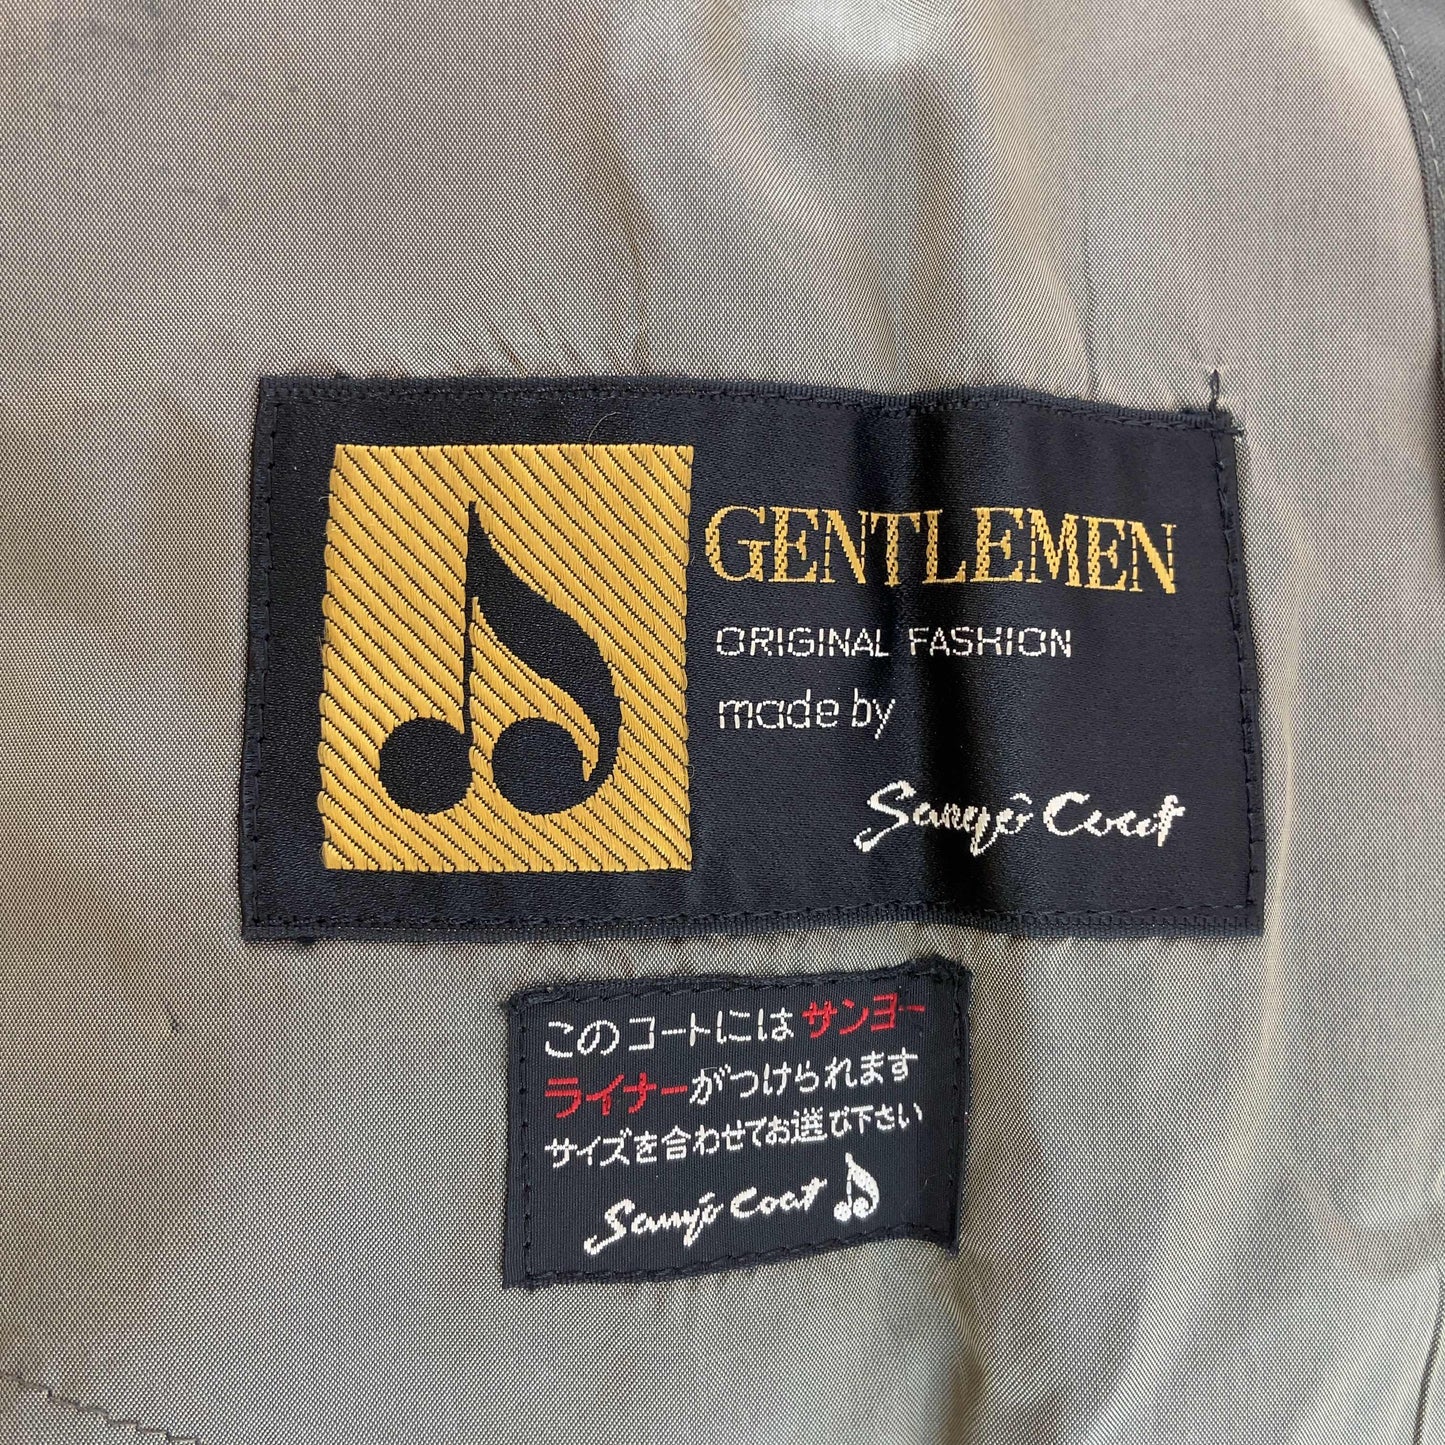 GENTLEMEN
ORIGINAL FASHION
made by
Sanyô Coat
このコートにはサンヨー
ライナーがつけられます
サイズを合わせてお選び下さい
Sanyô Coat